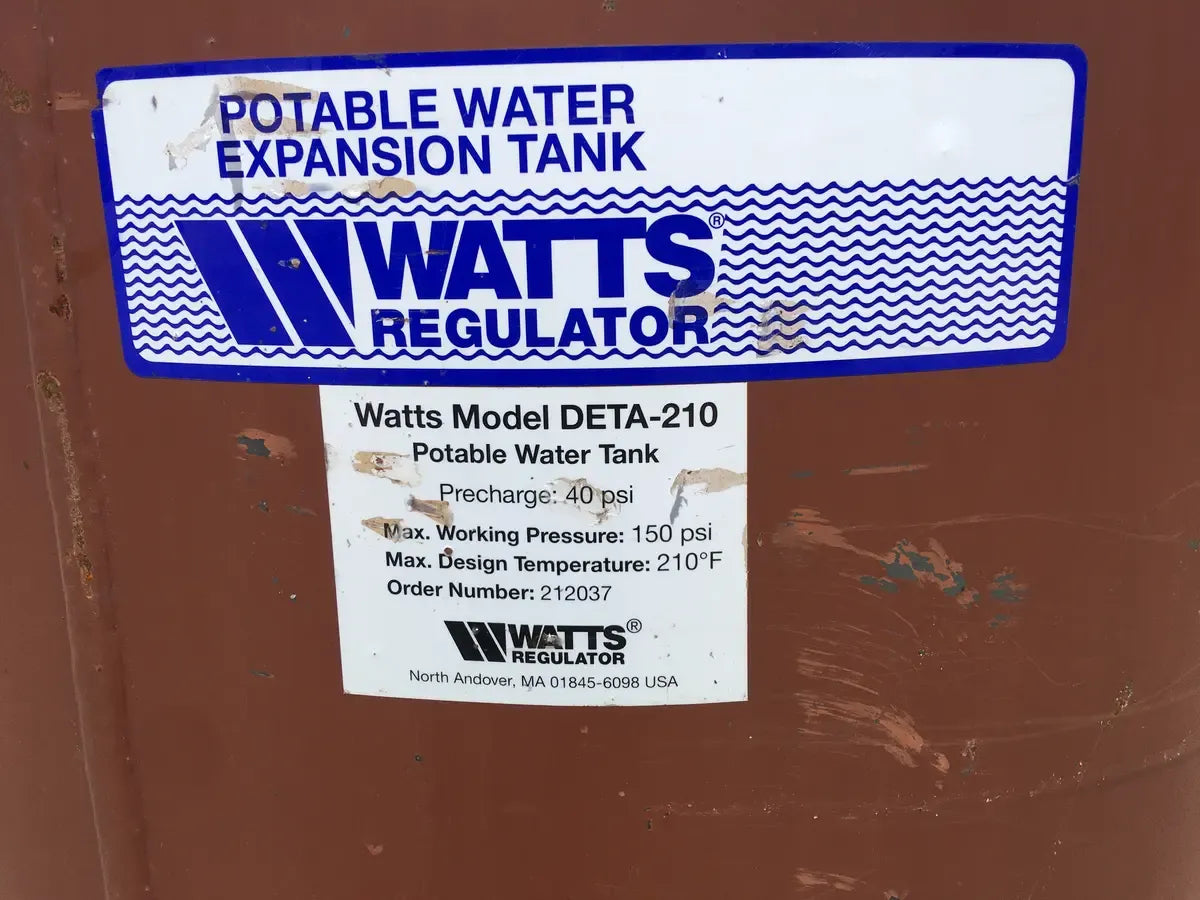 POTABLE WATER
EXPANSION TANK
WATTS®
REGULATOR
Watts Model DETA-210
Potable Water Tank
Precharge: 40 psi
Max. Working Pressure: 150 psi
Max. Design Temperature: 210°F
Order Number: 212037
WATTS®
REGULATOR
North Andover, MA 01845-6098 USA